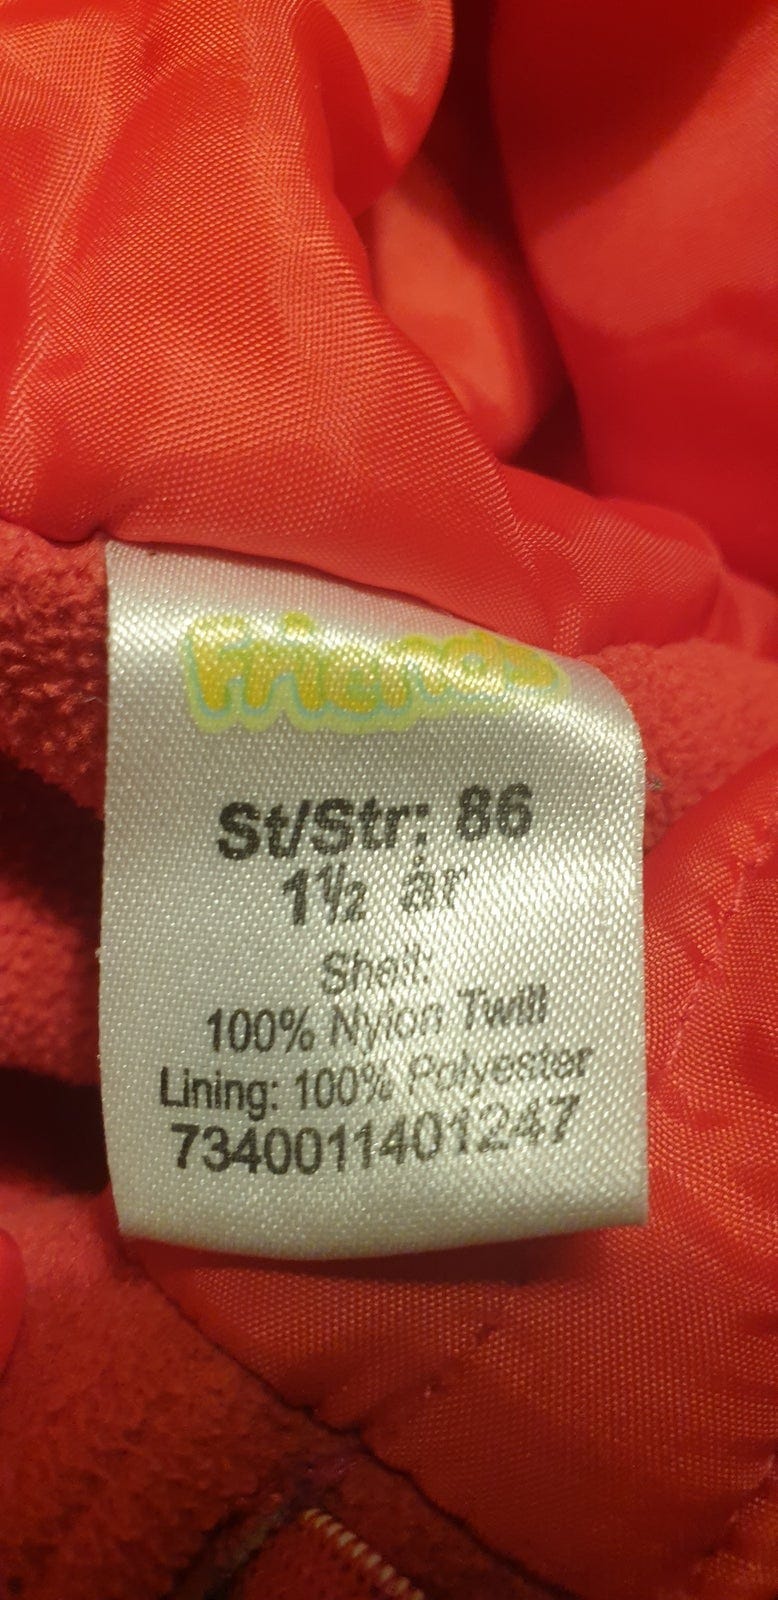 Friends
St/Str: 86
1½ år
Shell:
100% Nylon Twill
Lining: 100% Polyester
7340011401247